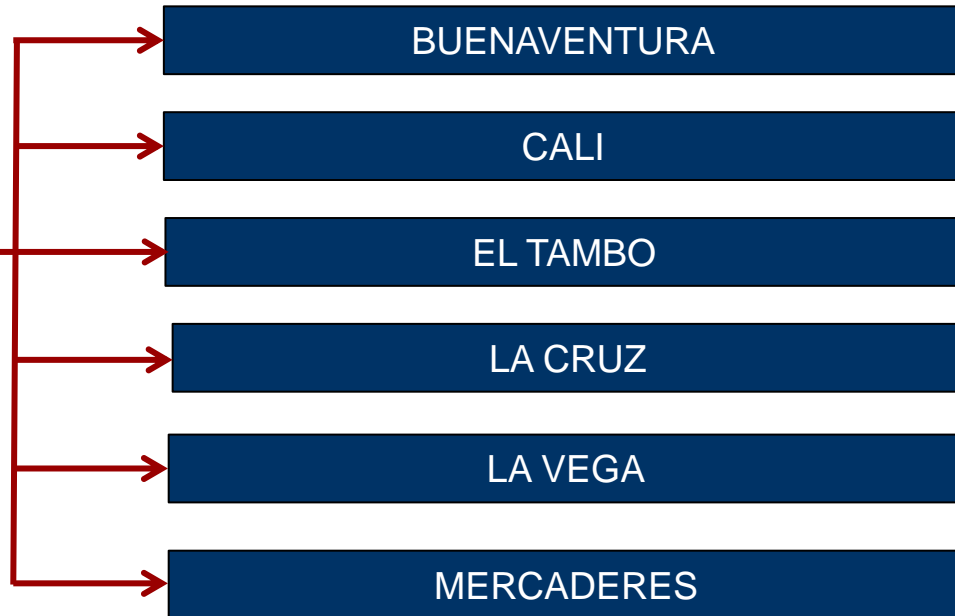 BUENAVENTURA
CALI
EL TAMBO
LA CRUZ
LA VEGA
MERCADERES